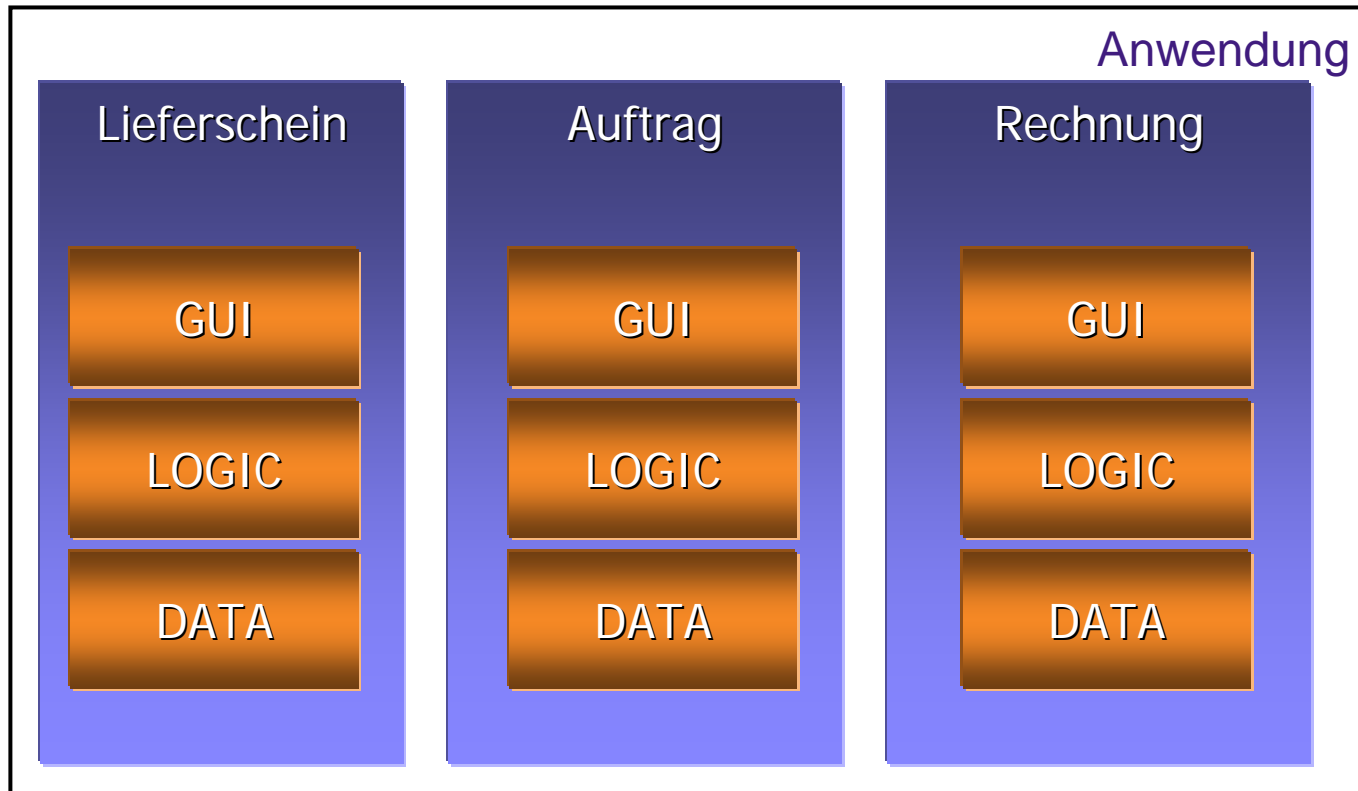 Anwendung
Lieferschein
GUI
LOGIC
DATA
Auftrag
GUI
LOGIC
DATA
Rechnung
GUI
LOGIC
DATA